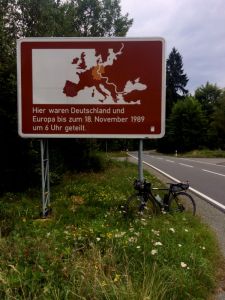 Hier waren Deutschland und
Europa bis zum 18. November 1989
um 6 Uhr geteilt.